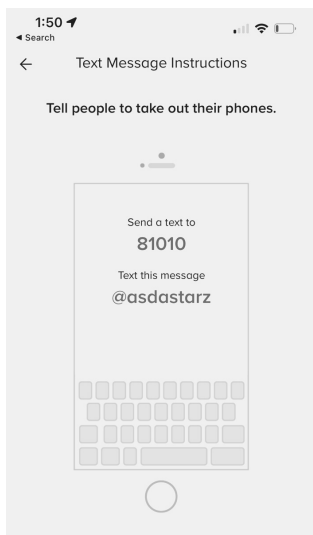 1:50
◄ Search
← Text Message Instructions
Tell people to take out their phones.
Send a text to
81010
Text this message
@asdastarz